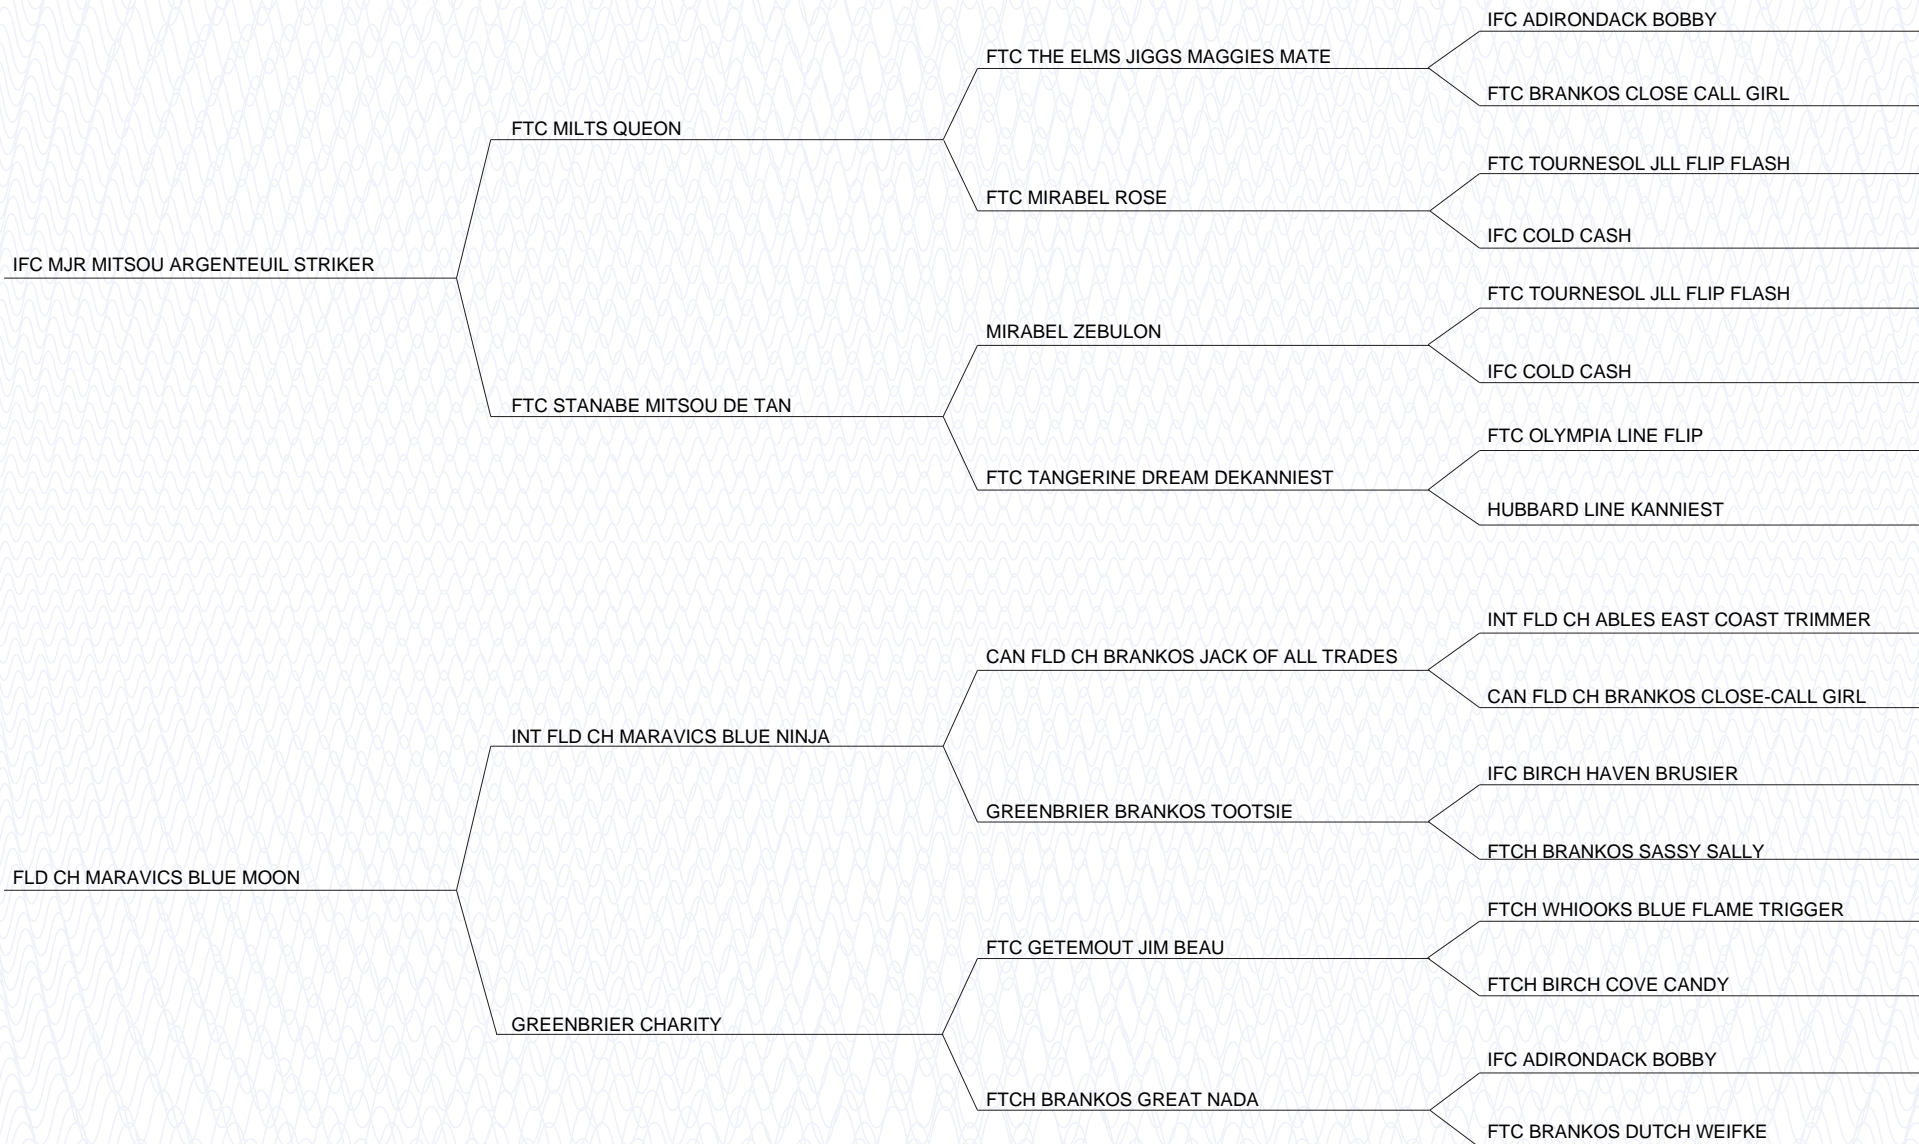 IFC ADIRONDACK BOBBY
FTC THE ELMS JIGGS MAGGIES MATE
FTC BRANKOS CLOSE CALL GIRL
FTC MILTS QUEON
FTC TOURNESOL JLL FLIP FLASH
FTC MIRABEL ROSE
IFC COLD CASH
IFC MJR MITSOU ARGENTEUIL STRIKER
FTC TOURNESOL JLL FLIP FLASH
MIRABEL ZEBULON
IFC COLD CASH
FTC STANABE MITSOU DE TAN
FTC OLYMPIA LINE FLIP
FTC TANGERINE DREAM DEKANNIEST
HUBBARD LINE KANNIEST
INT FLD CH ABLES EAST COAST TRIMMER
CAN FLD CH BRANKOS JACK OF ALL TRADES
CAN FLD CH BRANKOS CLOSE-CALL GIRL
INT FLD CH MARAVICS BLUE NINJA
IFC BIRCH HAVEN BRUSIER
GREENBRIER BRANKOS TOOTSIE
FTCH BRANKOS SASSY SALLY
FLD CH MARAVICS BLUE MOON
FTCH WHIOOKS BLUE FLAME TRIGGER
FTC GETEMOUT JIM BEAU
FTCH BIRCH COVE CANDY
GREENBRIER CHARITY
IFC ADIRONDACK BOBBY
FTCH BRANKOS GREAT NADA
FTC BRANKOS DUTCH WEIFKE